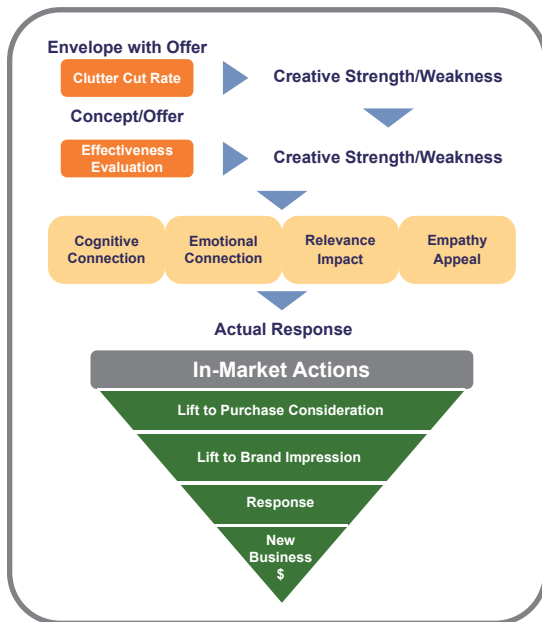 Envelope with Offer
Clutter Cut Rate
Creative Strength/Weakness
Concept/Offer
Effectiveness
Evaluation
Creative Strength/Weakness
Cognitive
Connection
Emotional
Connection
Relevance
Impact
Empathy
Appeal
Actual Response
In-Market Actions
Lift to Purchase Consideration
Lift to Brand Impression
Response
New
Business
$